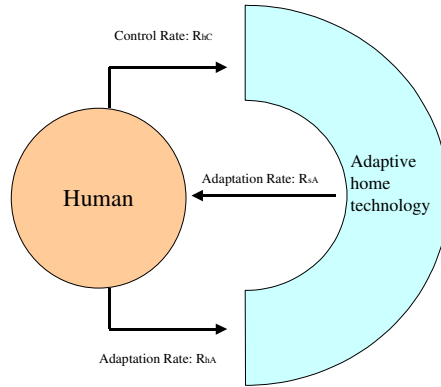 Control Rate: RhC
Adaptive
home
technology
Adaptation Rate: RsA
Human
Adaptation Rate: RhA